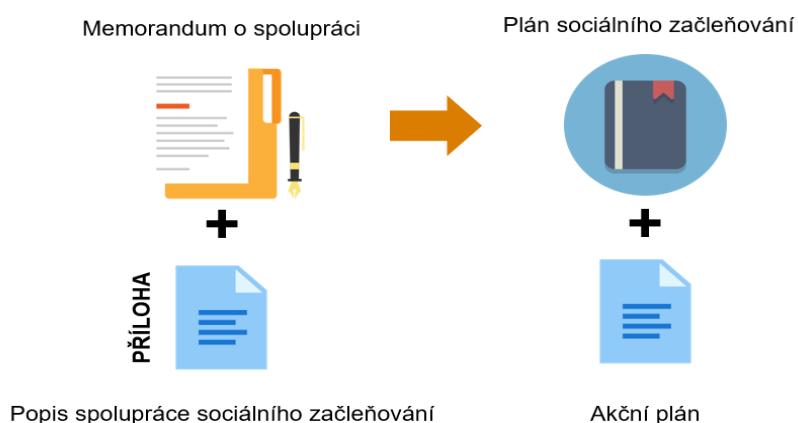 Memorandum o spolupráci
Plán sociálního začleňování
PŘÍLOHA
Popis spolupráce sociálního začleňování
Akční plán